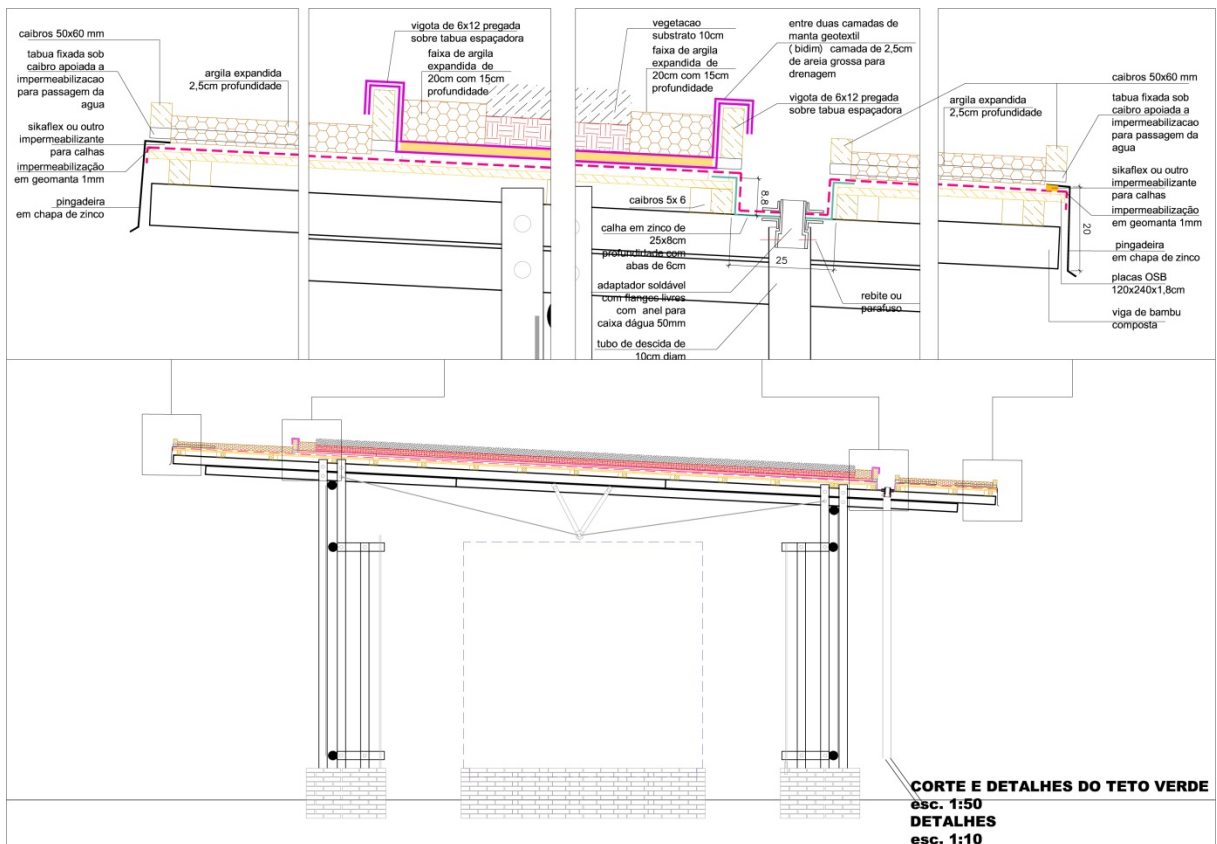 caibros 50x60 mm
tabua fixada sob
caibro apoiada a
impermeabilizacao
para passagem da
agua
sikaflex ou outro
impermeabilizante
para calhas
impermeabilização
em geomanta 1mm
pingadeira
em chapa de zinco
argila expandida
2,5cm profundidade
vigota de 6x12 pregada
sobre tabua espaçadora
faixa de argila
expandida de
20cm com 15cm
profundidade
vegetacao
substrato 10cm
faixa de argila
expandida de
20cm com 15cm
profundidade
entre duas camadas de
manta geotextil
( bidim) camada de 2,5cm
de areia grossa para
drenagem
vigota de 6x12 pregada
sobre tabua espaçadora
caibros 5x 6
calha em zinco de
25x8cm
profundidade com
abas de 6cm
adaptador soldável
com flanges livres
com anel para
caixa dágua 50mm
tubo de descida de
10cm diam
8.8
25
rebite ou
parafuso
argila expandida
2,5cm profundidade
caibros 50x60 mm
tabua fixada sob
caibro apoiada a
impermeabilizacao
para passagem da
agua
sikaflex ou outro
impermeabilizante
para calhas
impermeabilização
em geomanta 1mm
20
pingadeira
em chapa de zinco
placas OSB
120x240x1,8cm
viga de bambu
composta
CORTE E DETALHES DO TETO VERDE
esc. 1:50
DETALHES
esc. 1:10